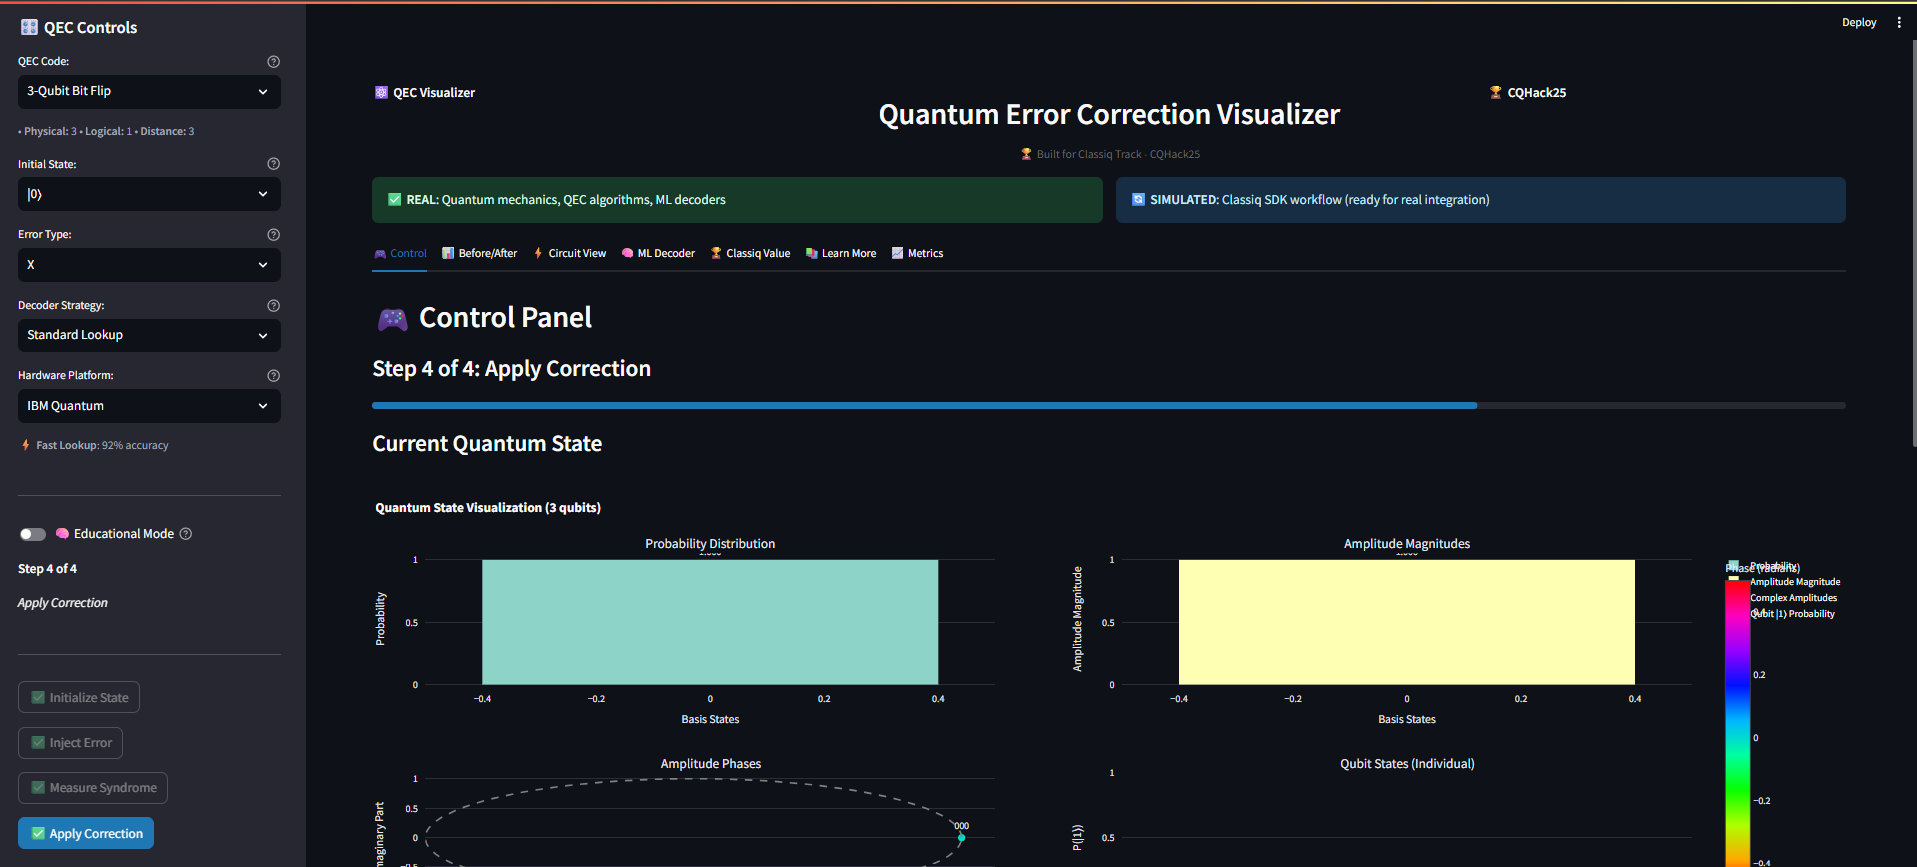 QEC Controls
QEC Code:
3-Qubit Bit Flip
• Physical: 3 • Logical: 1 • Distance: 3
Initial State:
|0⟩
Error Type:
X
Decoder Strategy:
Standard Lookup
Hardware Platform:
IBM Quantum
Fast Lookup: 92% accuracy
Educational Mode
Step 4 of 4
Apply Correction
Initialize State
Inject Error
Measure Syndrome
Apply Correction
Deploy
QEC Visualizer
CQHack25
Quantum Error Correction Visualizer
Built for Classiq Track - CQHack25
REAL: Quantum mechanics, QEC algorithms, ML decoders
SIMULATED: Classiq SDK workflow (ready for real integration)
Control Before/After Circuit View ML Decoder Classiq Value Learn More Metrics
Control Panel
Step 4 of 4: Apply Correction
Current Quantum State
Quantum State Visualization (3 qubits)
Probability Distribution
1
0.5
0
Probability
−0.4 −0.2 0 0.2 0.4
Basis States
Amplitude Magnitudes
1
0.5
0
Amplitude Magnitude
−0.4 −0.2 0 0.2 0.4
Basis States
Probability
Phase (radians)
Amplitude Magnitude
Complex Amplitudes
Qubit |1⟩ Probability
0.4
0.2
0
−0.2
−0.4
Amplitude Phases
1
0.5
0
000
Qubit States (Individual)
1
0.5
P(|1⟩)